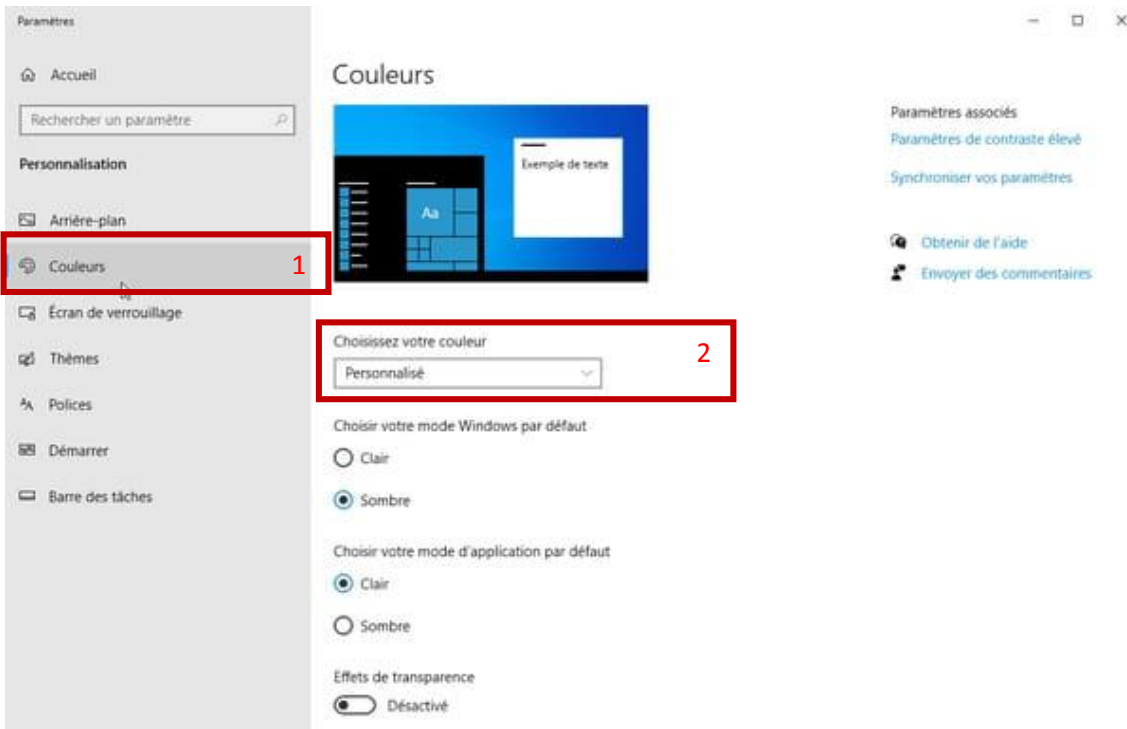 Paramètres
Accueil
Rechercher un paramètre
Personnalisation
Arrière-plan
Couleurs
1
Écran de verrouillage
Thèmes
Polices
Démarrer
Barre des tâches
Couleurs
Exemple de texte
Aa
Choisissez votre couleur
2
Personnalisé
Choisir votre mode Windows par défaut
Clair
Sombre
Choisir votre mode d'application par défaut
Clair
Sombre
Effets de transparence
Désactivé
Paramètres associés
Paramètres de contraste élevé
Synchroniser vos paramètres
Obtenir de l'aide
Envoyer des commentaires